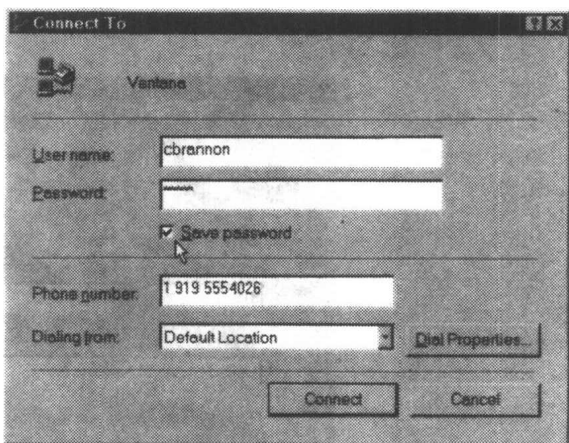 Connect To
Ventana
User name: cbrannon
Password: ******
Save password
Phone number: 1 919 5554026
Dialing from: Default Location
Dial Properties...
Connect Cancel